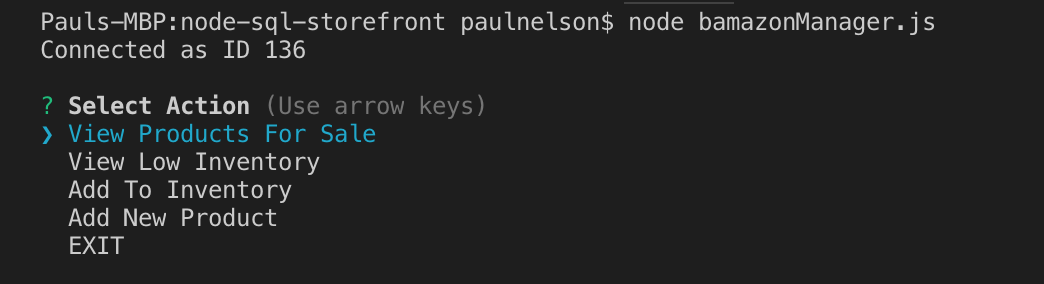 Pauls-MBP:node-sql-storefront paulnelson$ node bamazonManager.js
Connected as ID 136
? Select Action (Use arrow keys)
❯ View Products For Sale
View Low Inventory
Add To Inventory
Add New Product
EXIT